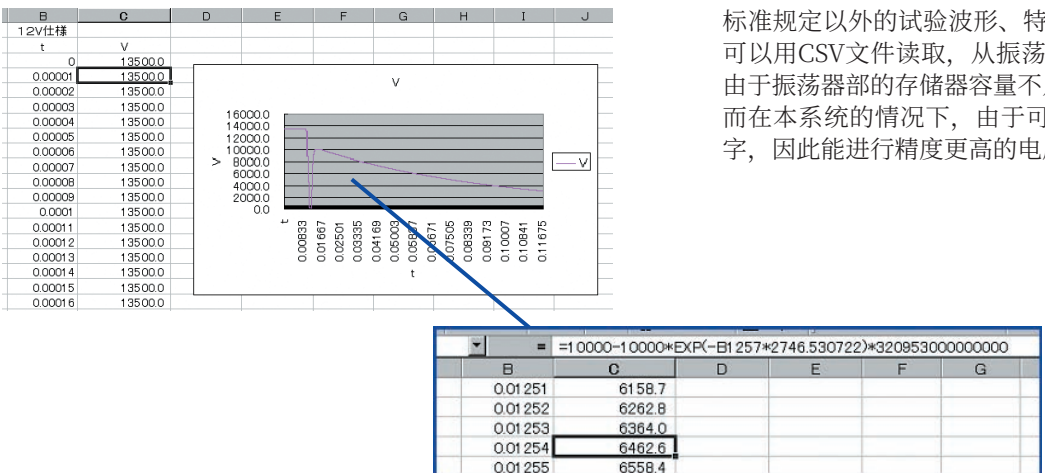 标准规定以外的试验波形、特
可以用CSV文件读取，从振荡
由于振荡器部的存储器容量不
而在本系统的情况下，由于可
字，因此能进行精度更高的电
B C D E F G H I J
12V仕様
t V
0 13500.0
0.00001 13500.0
0.00002 13500.0
0.00003 13500.0
0.00004 13500.0
0.00005 13500.0
0.00006 13500.0
0.00007 13500.0
0.00008 13500.0
0.00009 13500.0
0.0001 13500.0
0.00011 13500.0
0.00012 13500.0
0.00013 13500.0
0.00014 13500.0
0.00015 13500.0
0.00016 13500.0
V
16000.0
14000.0
12000.0
10000.0
8000.0
6000.0
4000.0
2000.0
0.0
V
V
t
0.00833
0.01667
0.02501
0.03335
0.04169
0.05003
0.07505
0.08339
0.09173
0.10007
0.10841
0.11675
t
= =10000-10000*EXP(-B1257*2746.530722)*320953000000000
B C D E F G
0.01251 6158.7
0.01252 6262.8
0.01253 6364.0
0.01254 6462.6
0.01255 6558.4